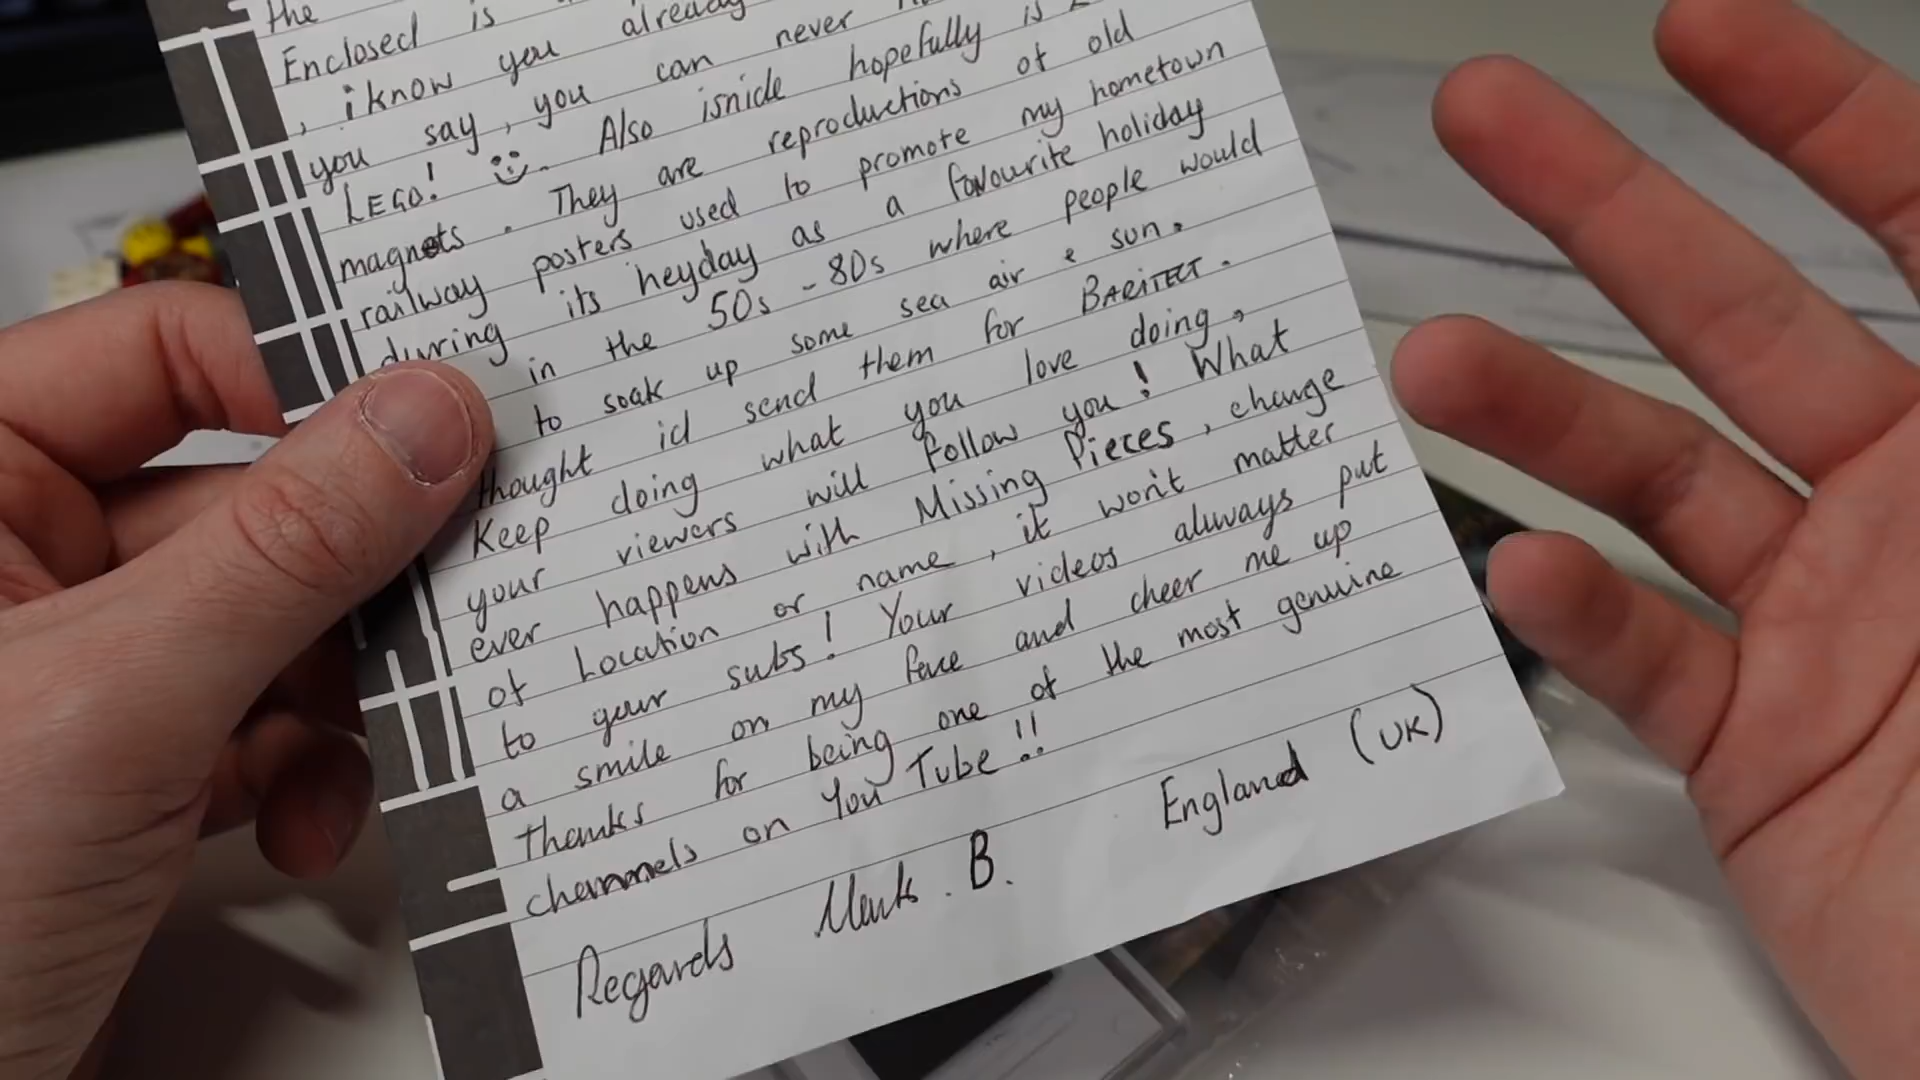 the
Enclosed is
, i know you already
you say, you can never
LEGO! Also isnide hopefully is
magnets. They are reproductions of old
railway posters used to promote my hometown
during its heyday as a favourite holiday
in the 50s - 80s where people would
to soak up some sea air & sun.
thought id send them for BARITECT.
Keep doing what you love doing,
your viewers will follow you! What
ever happens with Missing Pieces, change
of Location or name, it won't matter
to your subs! Your videos always put
a smile on my face and cheer me up
thanks for being one of the most genuine
channels on You Tube!!
Regards Mark. B. England (UK)